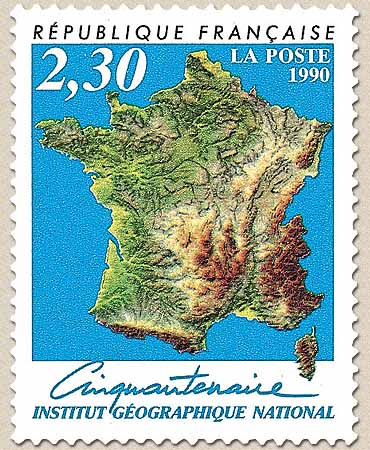 RÉPUBLIQUE FRANÇAISE
2,30 LA POSTE
1990
Cinquantenaire
INSTITUT GÉOGRAPHIQUE NATIONAL